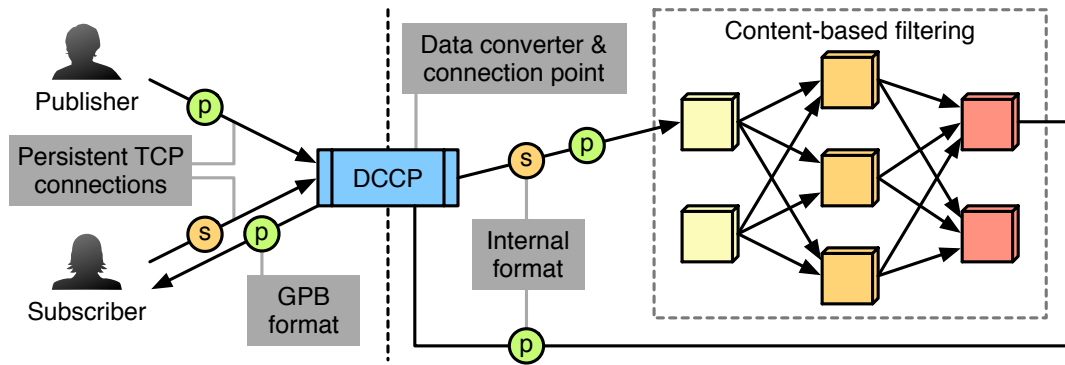 Publisher
p
Persistent TCP
connections
s
p
Subscriber
GPB
format
DCCP
Data converter &
connection point
s
p
Internal
format
p
Content-based filtering